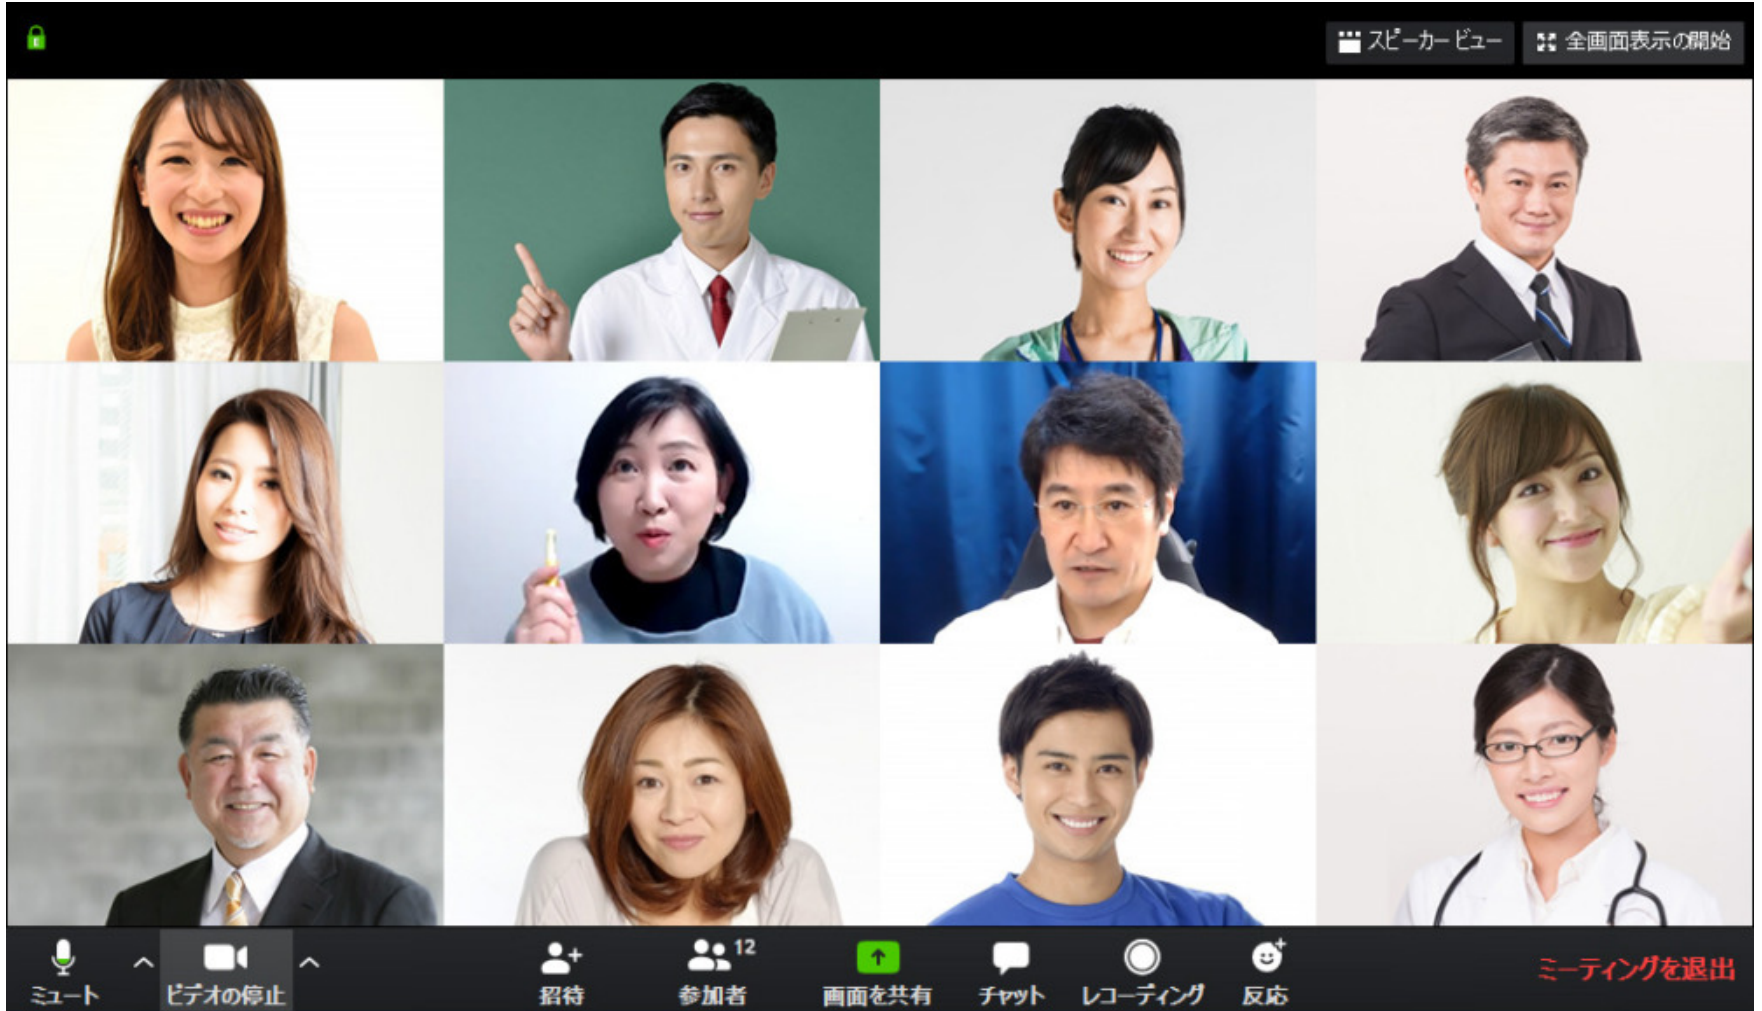 スピーカー ビュー
全画面表示の開始
ミュート
ビデオの停止
招待
12
参加者
画面を共有
チャット
レコーディング
反応
ミーティングを退出